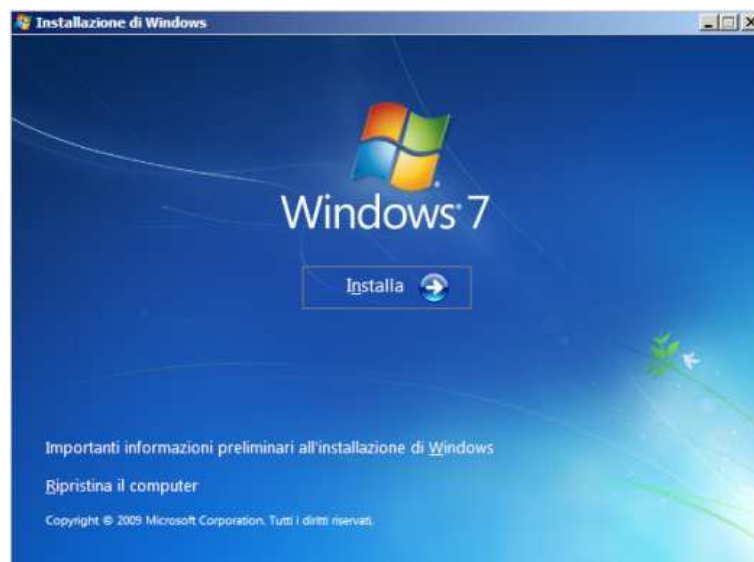 Installazione di Windows
Windows 7
Installa
Importanti informazioni preliminari all'installazione di Windows
Ripristina il computer
Copyright © 2009 Microsoft Corporation. Tutti i diritti riservati.